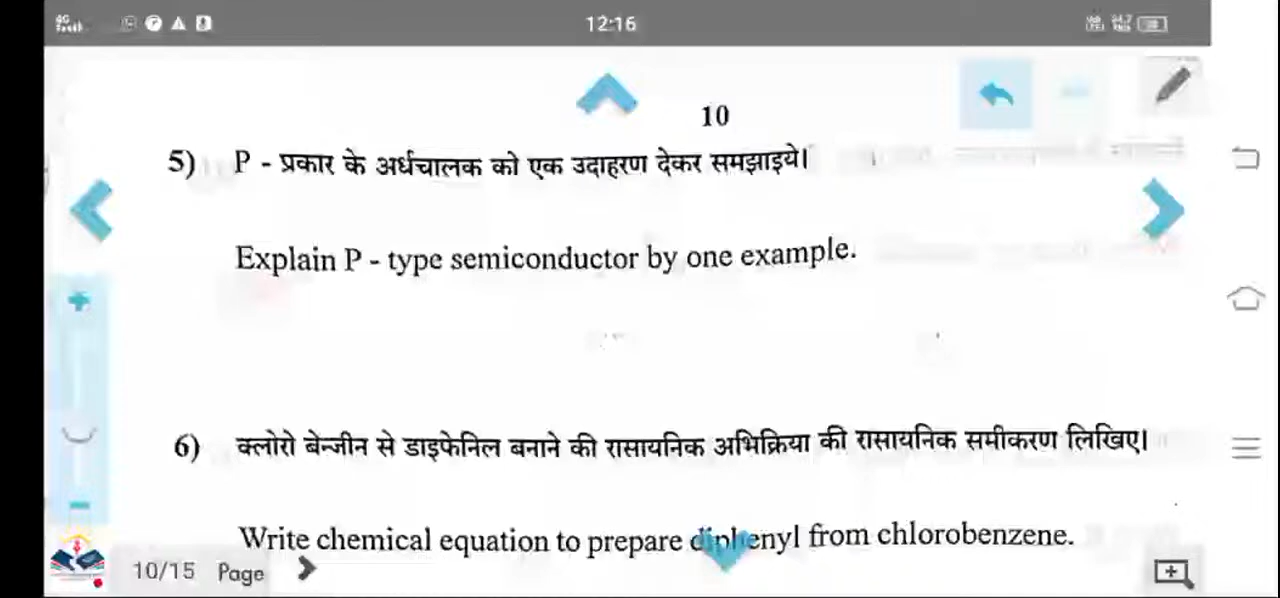 12:16
10
5) P - प्रकार के अर्धचालक को एक उदाहरण देकर समझाइये।
Explain P - type semiconductor by one example.
6) क्लोरो बेन्जीन से डाइफेनिल बनाने की रासायनिक अभिक्रिया की रासायनिक समीकरण लिखिए।
Write chemical equation to prepare diphenyl from chlorobenzene.
10/15 Page